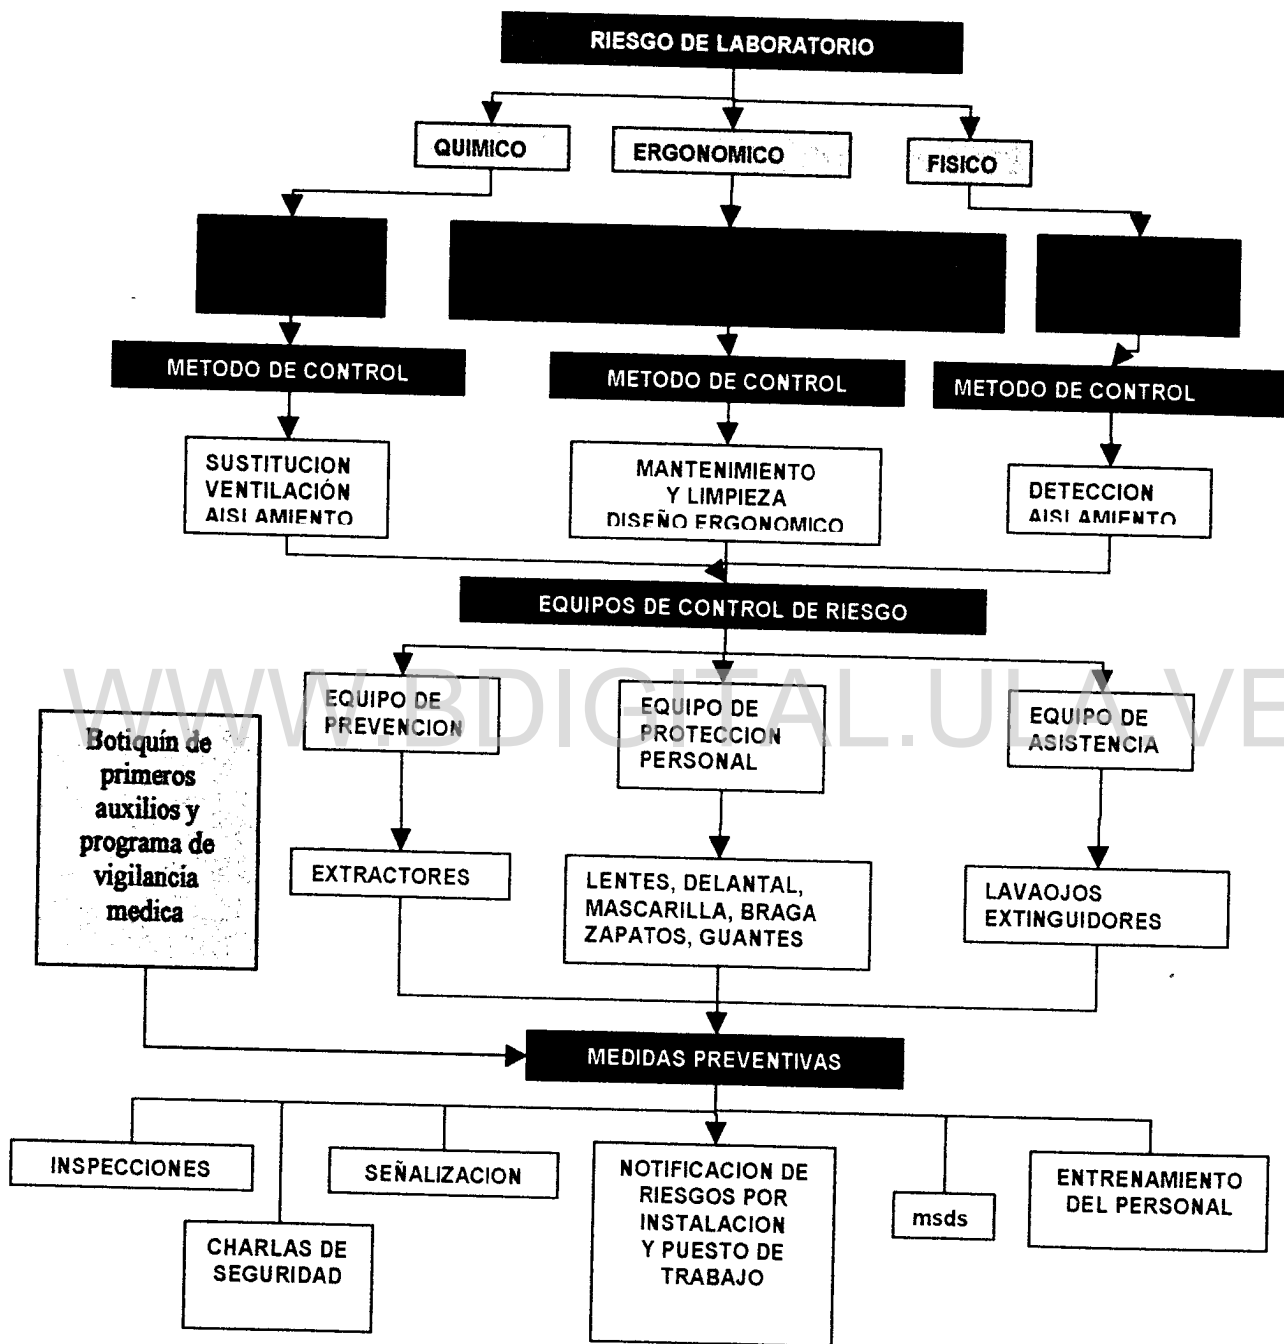 RIESGO DE LABORATORIO
QUIMICO
ERGONOMICO
FISICO
METODO DE CONTROL
METODO DE CONTROL
METODO DE CONTROL
SUSTITUCION
VENTILACIÓN
AISLAMIENTO
MANTENIMIENTO
Y LIMPIEZA
DISEÑO ERGONOMICO
DETECCION
AISLAMIENTO
EQUIPOS DE CONTROL DE RIESGO
WWW.BDIGITAL.ULA.VE
EQUIPO DE
PREVENCION
EQUIPO DE
PROTECCION
PERSONAL
EQUIPO DE
ASISTENCIA
Botiquín de
primeros
auxilios y
programa de
vigilancia
medica
EXTRACTORES
LENTES, DELANTAL,
MASCARILLA, BRAGA
ZAPATOS, GUANTES
LAVAOJOS
EXTINGUIDORES
MEDIDAS PREVENTIVAS
INSPECCIONES
CHARLAS DE
SEGURIDAD
SEÑALIZACION
NOTIFICACION DE
RIESGOS POR
INSTALACION
Y PUESTO DE
TRABAJO
msds
ENTRENAMIENTO
DEL PERSONAL